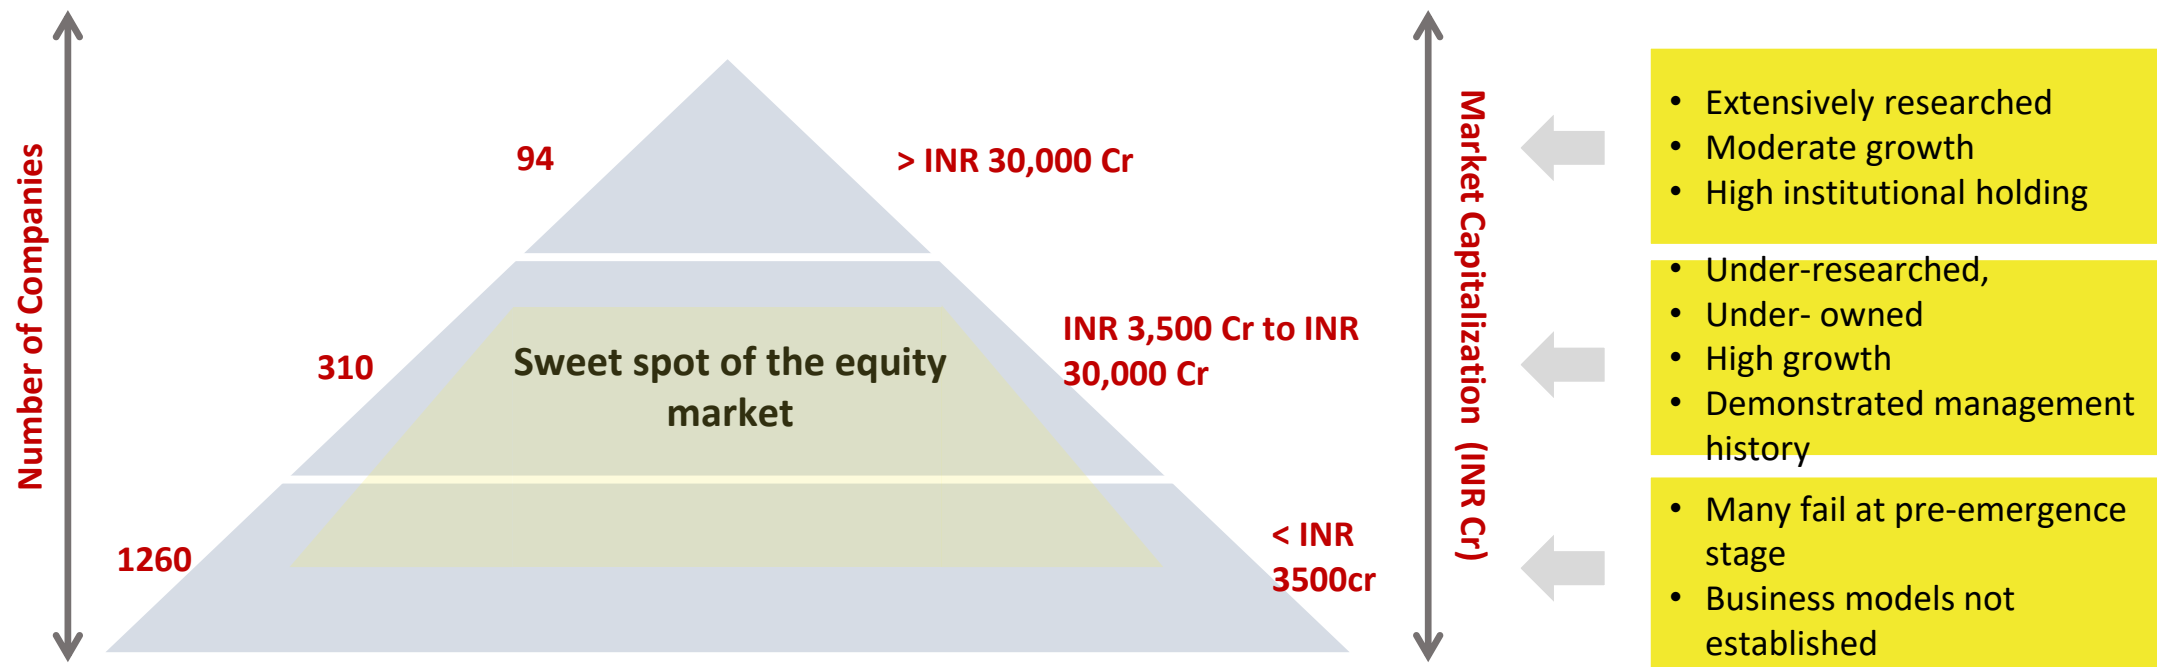 Number of Companies
94
> INR 30,000 Cr
310
INR 3,500 Cr to INR
30,000 Cr
Sweet spot of the equity
market
1260
< INR
3500cr
Market Capitalization (INR Cr)
• Extensively researched
• Moderate growth
• High institutional holding
• Under-researched,
• Under- owned
• High growth
• Demonstrated management
history
• Many fail at pre-emergence
stage
• Business models not
established